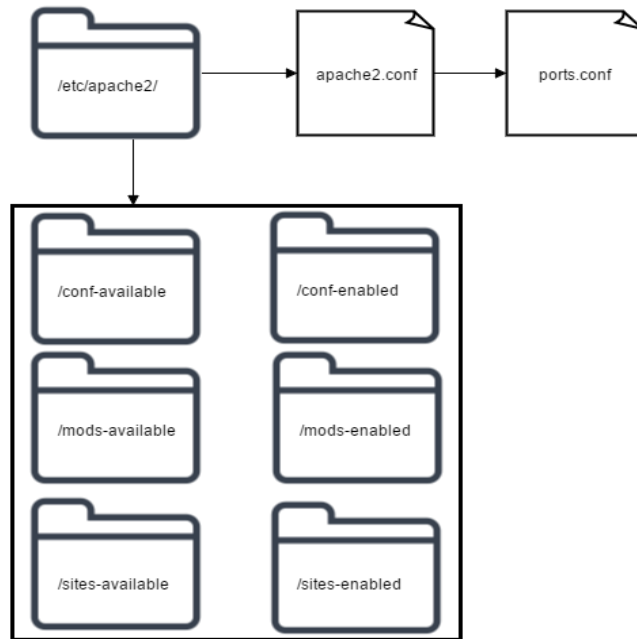 /etc/apache2/
apache2.conf
ports.conf
/conf-available
/conf-enabled
/mods-available
/mods-enabled
/sites-available
/sites-enabled